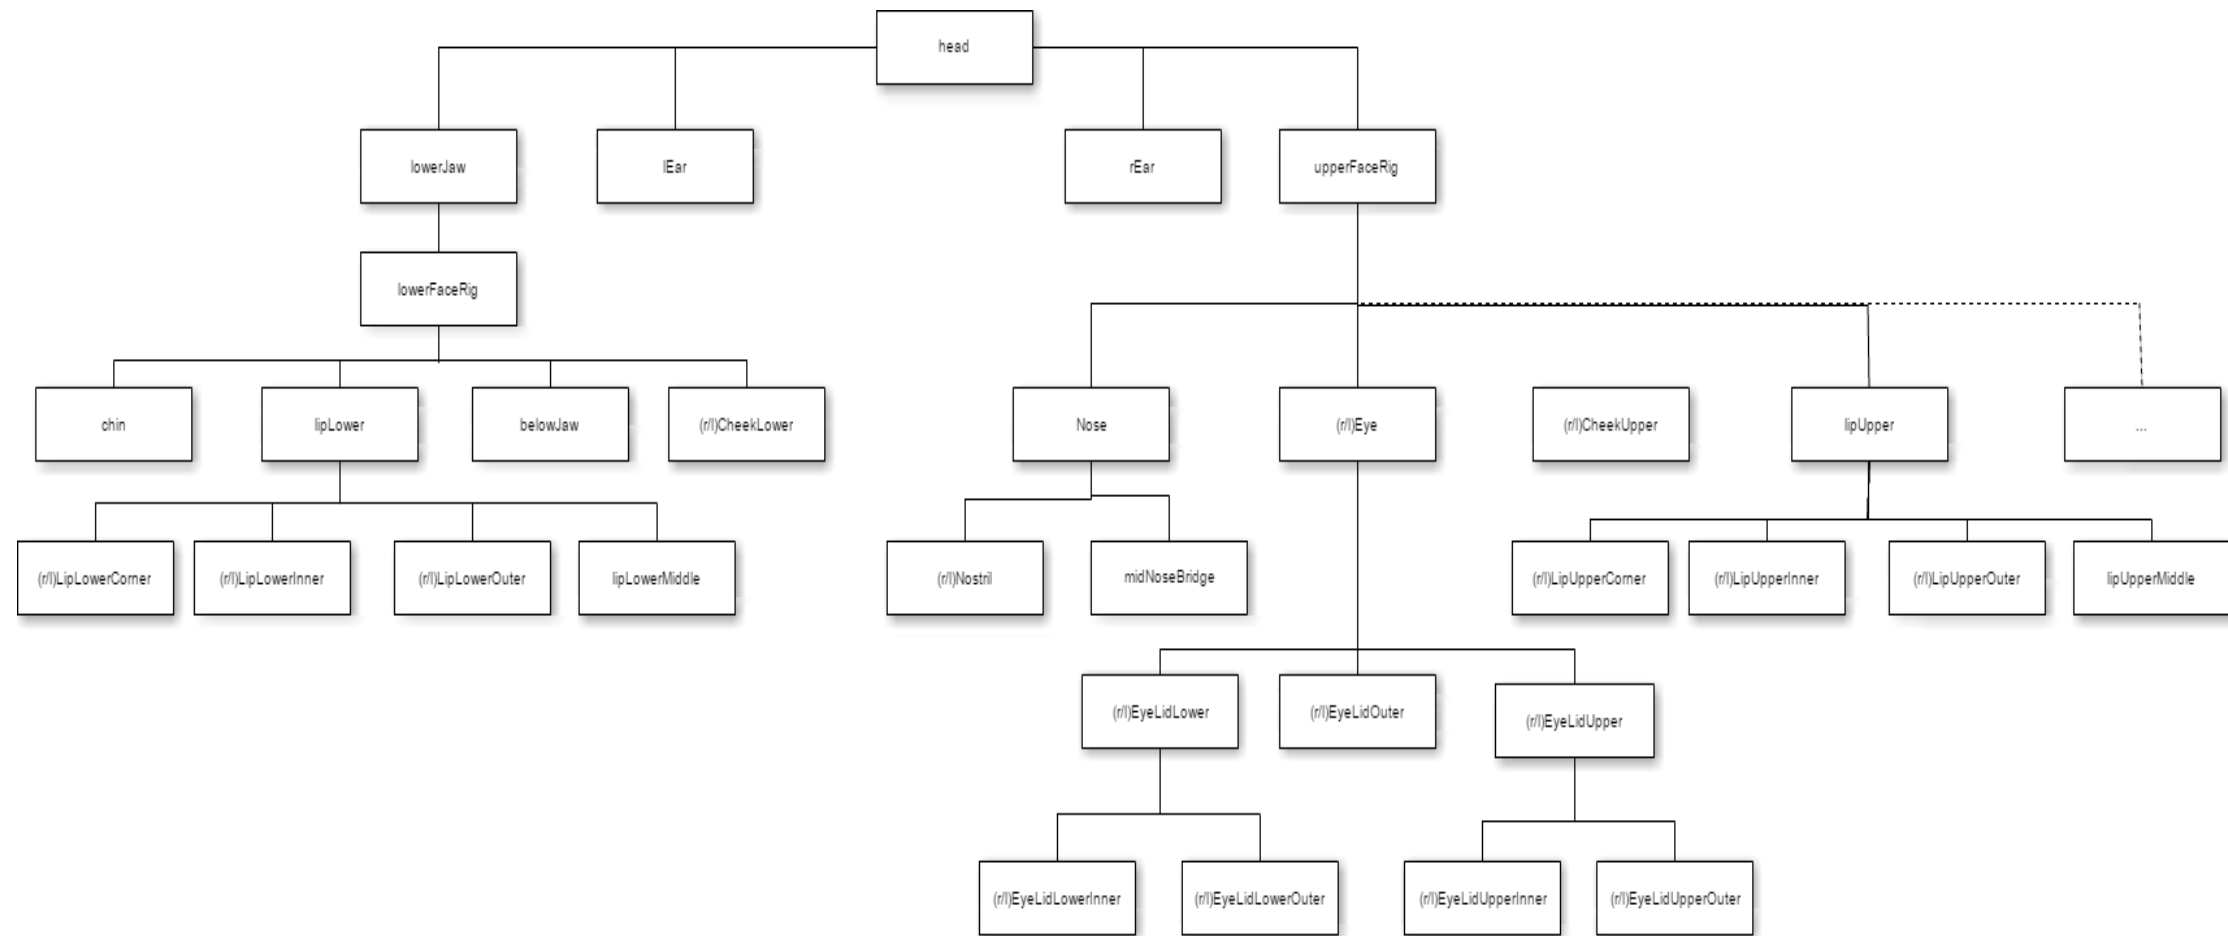 head
lowerJaw
lEar
rEar
upperFaceRig
lowerFaceRig
chin
lipLower
belowJaw
(r/l)CheekLower
Nose
(r/l)Eye
(r/l)CheekUpper
lipUpper
...
(r/l)LipLowerCorner
(r/l)LipLowerInner
(r/l)LipLowerOuter
lipLowerMiddle
(r/l)Nostril
midNoseBridge
(r/l)LipUpperCorner
(r/l)LipUpperInner
(r/l)LipUpperOuter
lipUpperMiddle
(r/l)EyeLidLower
(r/l)EyeLidOuter
(r/l)EyeLidUpper
(r/l)EyeLidLowerInner
(r/l)EyeLidLowerOuter
(r/l)EyeLidUpperInner
(r/l)EyeLidUpperOuter